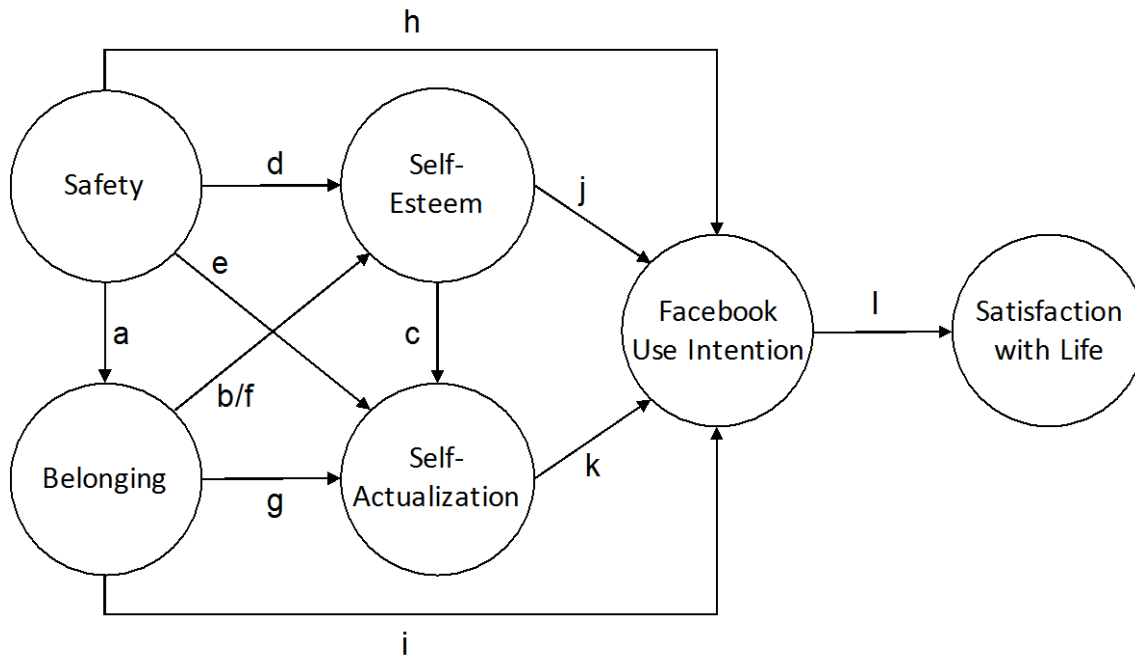 h
Safety
d
Self-
Esteem
j
e
a
c
b/f
Facebook
Use Intention
l
Satisfaction
with Life
Belonging
g
Self-
Actualization
k
i